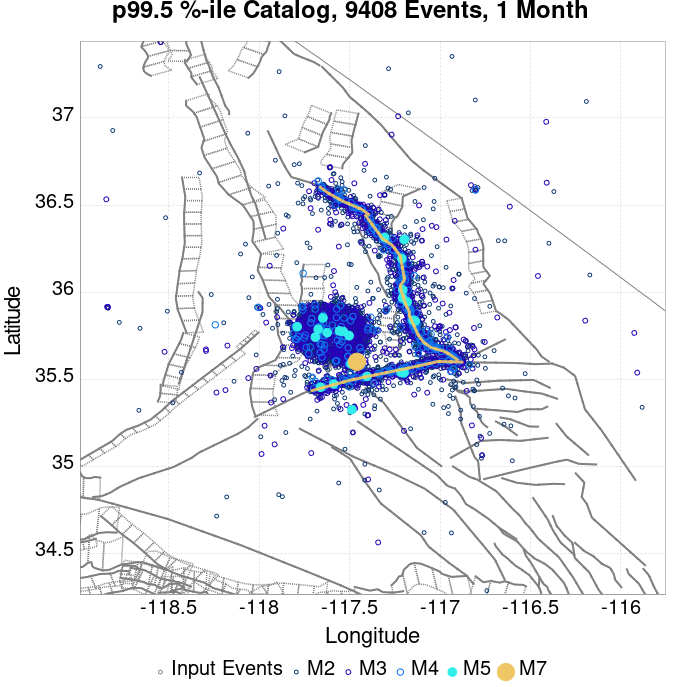 p99.5 %-ile Catalog, 9408 Events, 1 Month
Latitude
37
36.5
36
35.5
35
34.5
-118.5 -118 -117.5 -117 -116.5 -116
Longitude
Input Events M2 M3 M4 M5 M7